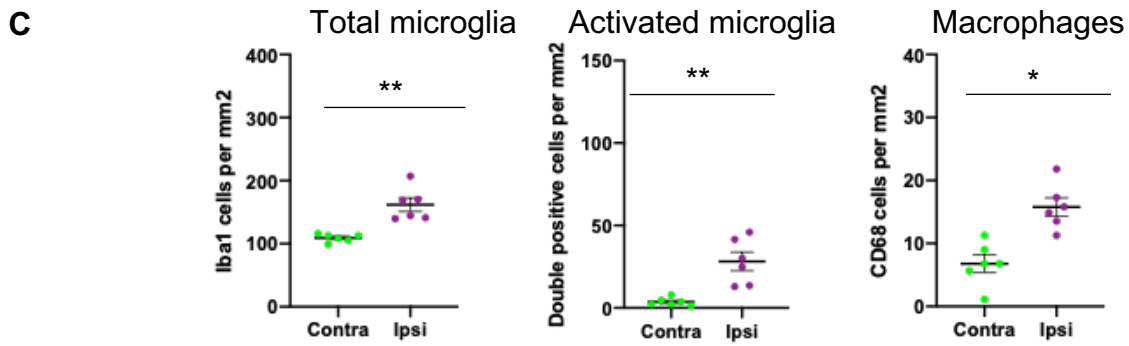 C
Total microglia
Activated microglia
Macrophages
Iba1 cells per mm2
400
300
200
100
0
**
Contra
Ipsi
Double positive cells per mm2
150
100
50
0
**
Contra
Ipsi
CD68 cells per mm2
40
30
20
10
0
*
Contra
Ipsi